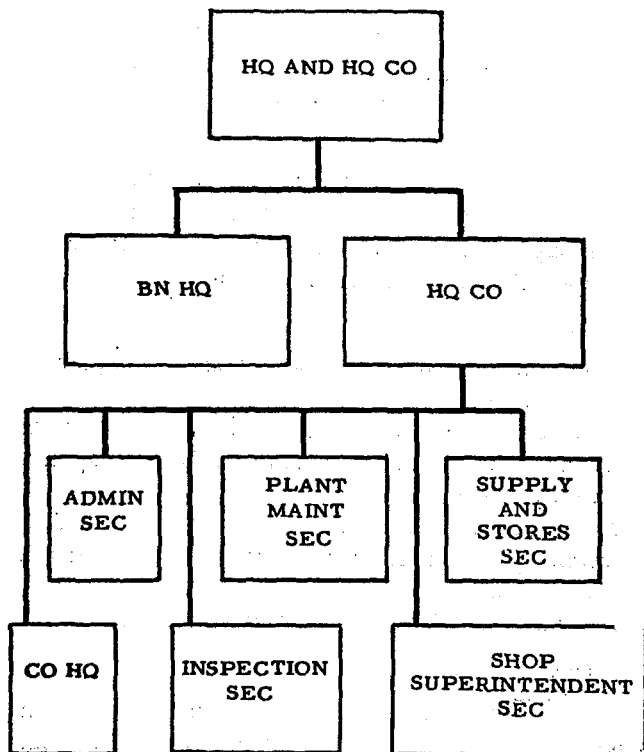 HQ AND HQ CO
BN HQ
HQ CO
ADMIN
SEC
PLANT
MAINT
SEC
SUPPLY
AND
STORES
SEC
CO HQ
INSPECTION
SEC
SHOP
SUPERINTENDENT
SEC